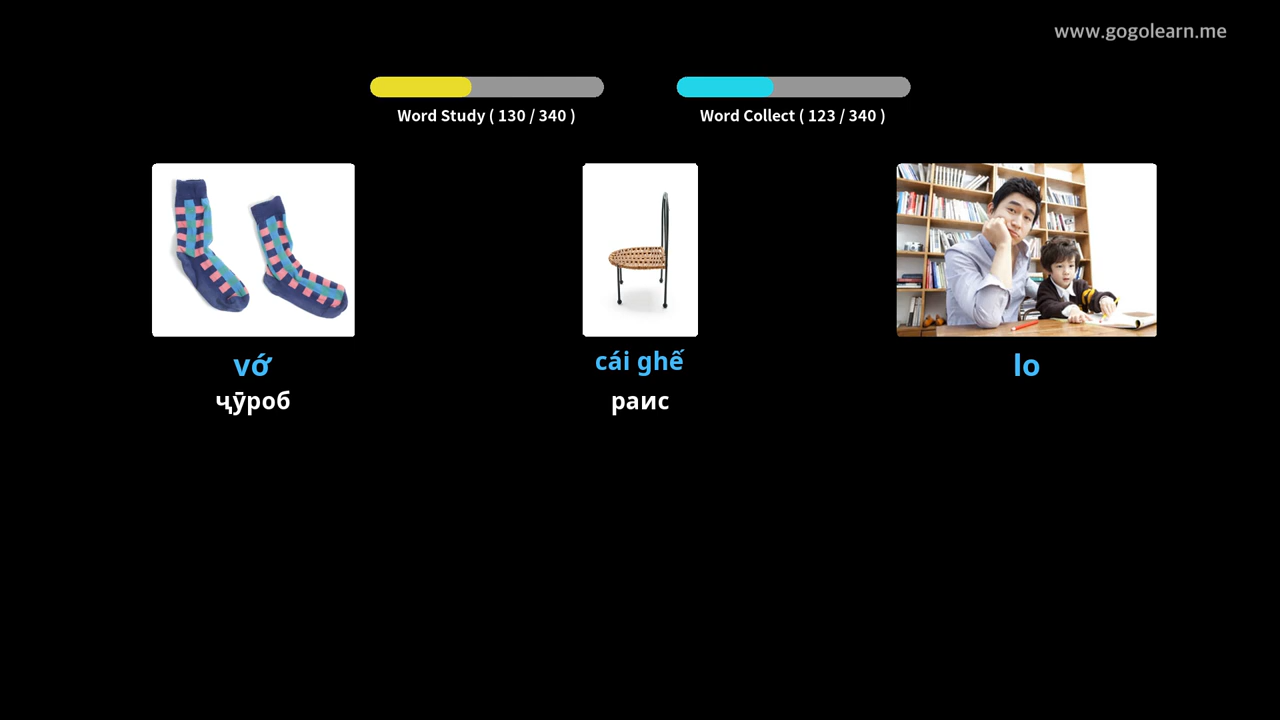 www.gogolearn.me
Word Study ( 130 / 340 )
Word Collect ( 123 / 340 )
vớ
ҷӯроб
cái ghế
раис
lo